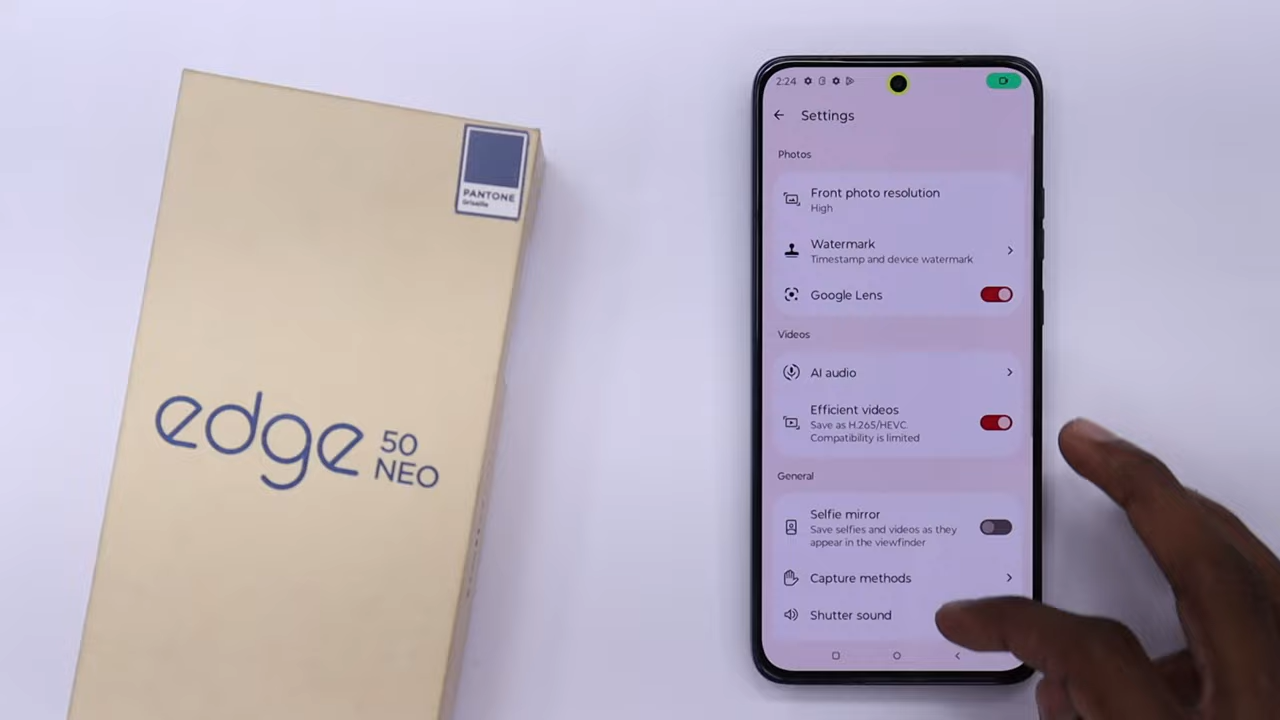 PANTONE
Grisaille
edge 50
NEO
2:24
Settings
Photos
Front photo resolution
High
Watermark
Timestamp and device watermark
Google Lens
Videos
AI audio
Efficient videos
Save as H.265/HEVC
Compatibility is limited
General
Selfie mirror
Save selfies and videos as they
appear in the viewfinder
Capture methods
Shutter sound